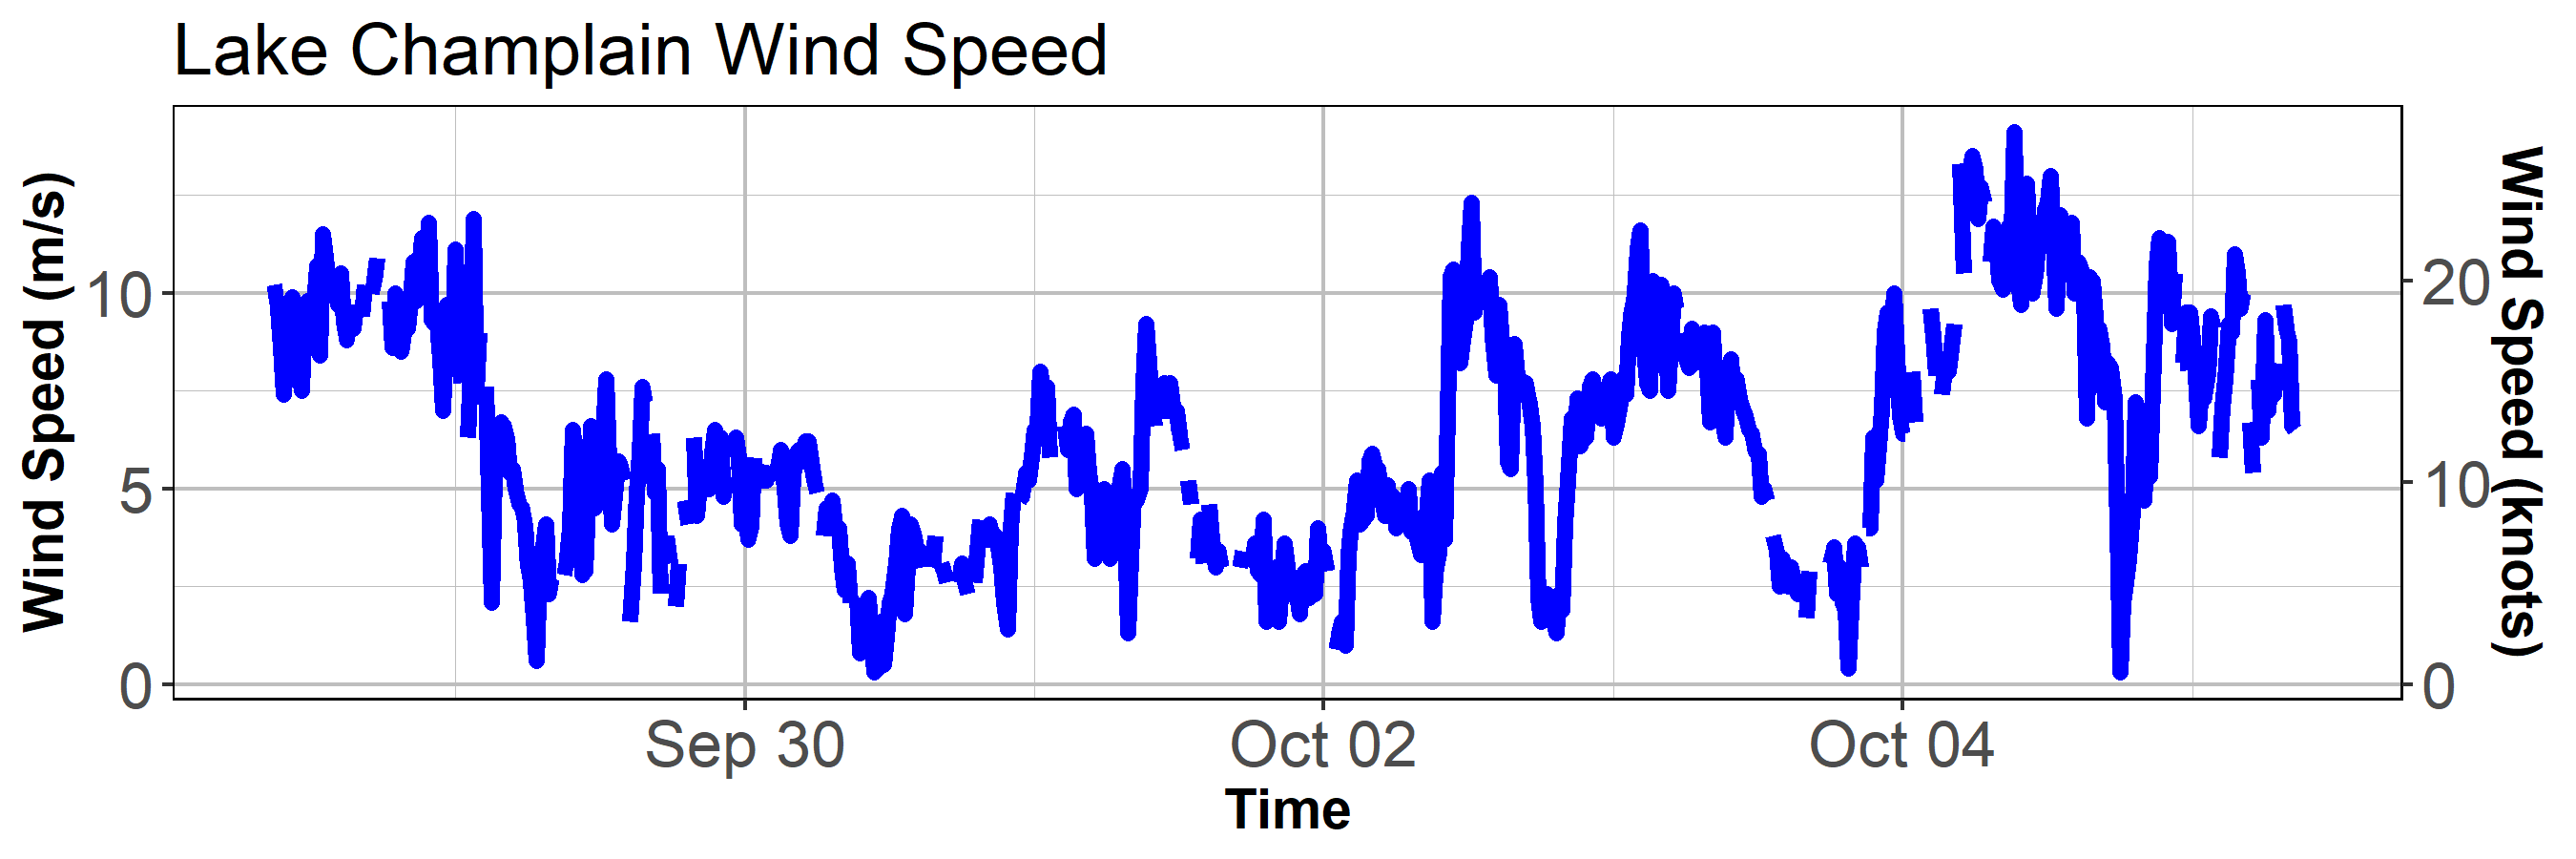 Lake Champlain Wind Speed
Wind Speed (m/s)
10
5
0
20
10
0
Wind Speed (knots)
Sep 30
Oct 02
Oct 04
Time